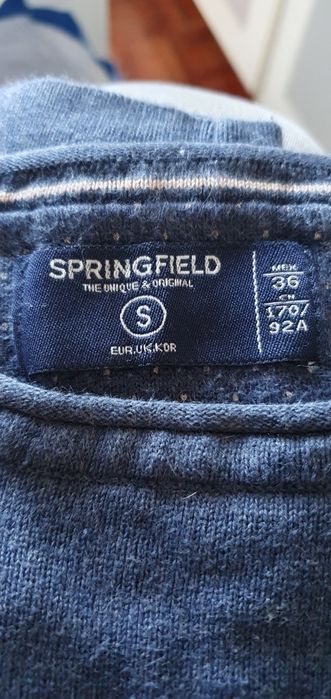 SPRINGFIELD
THE UNIQUE & ORIGINAL
S
EUR.UK.KOR
MEX
36
CN
170/
92A